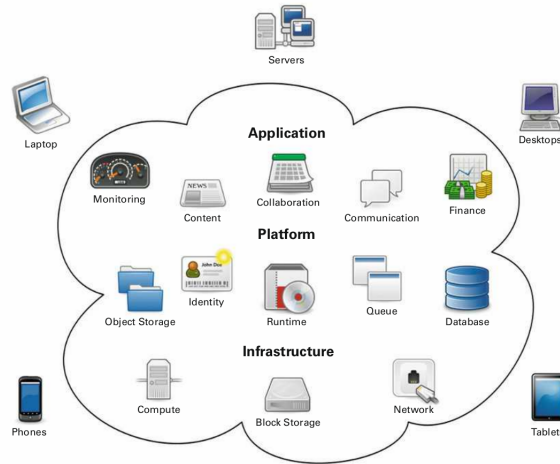 Servers
Laptop
Desktops
Application
Monitoring
NEWS
Content
Collaboration
Communication
Finance
Platform
John Doe
Object Storage
Identity
Runtime
Queue
Database
Infrastructure
Compute
Block Storage
Network
Phones
Tablet